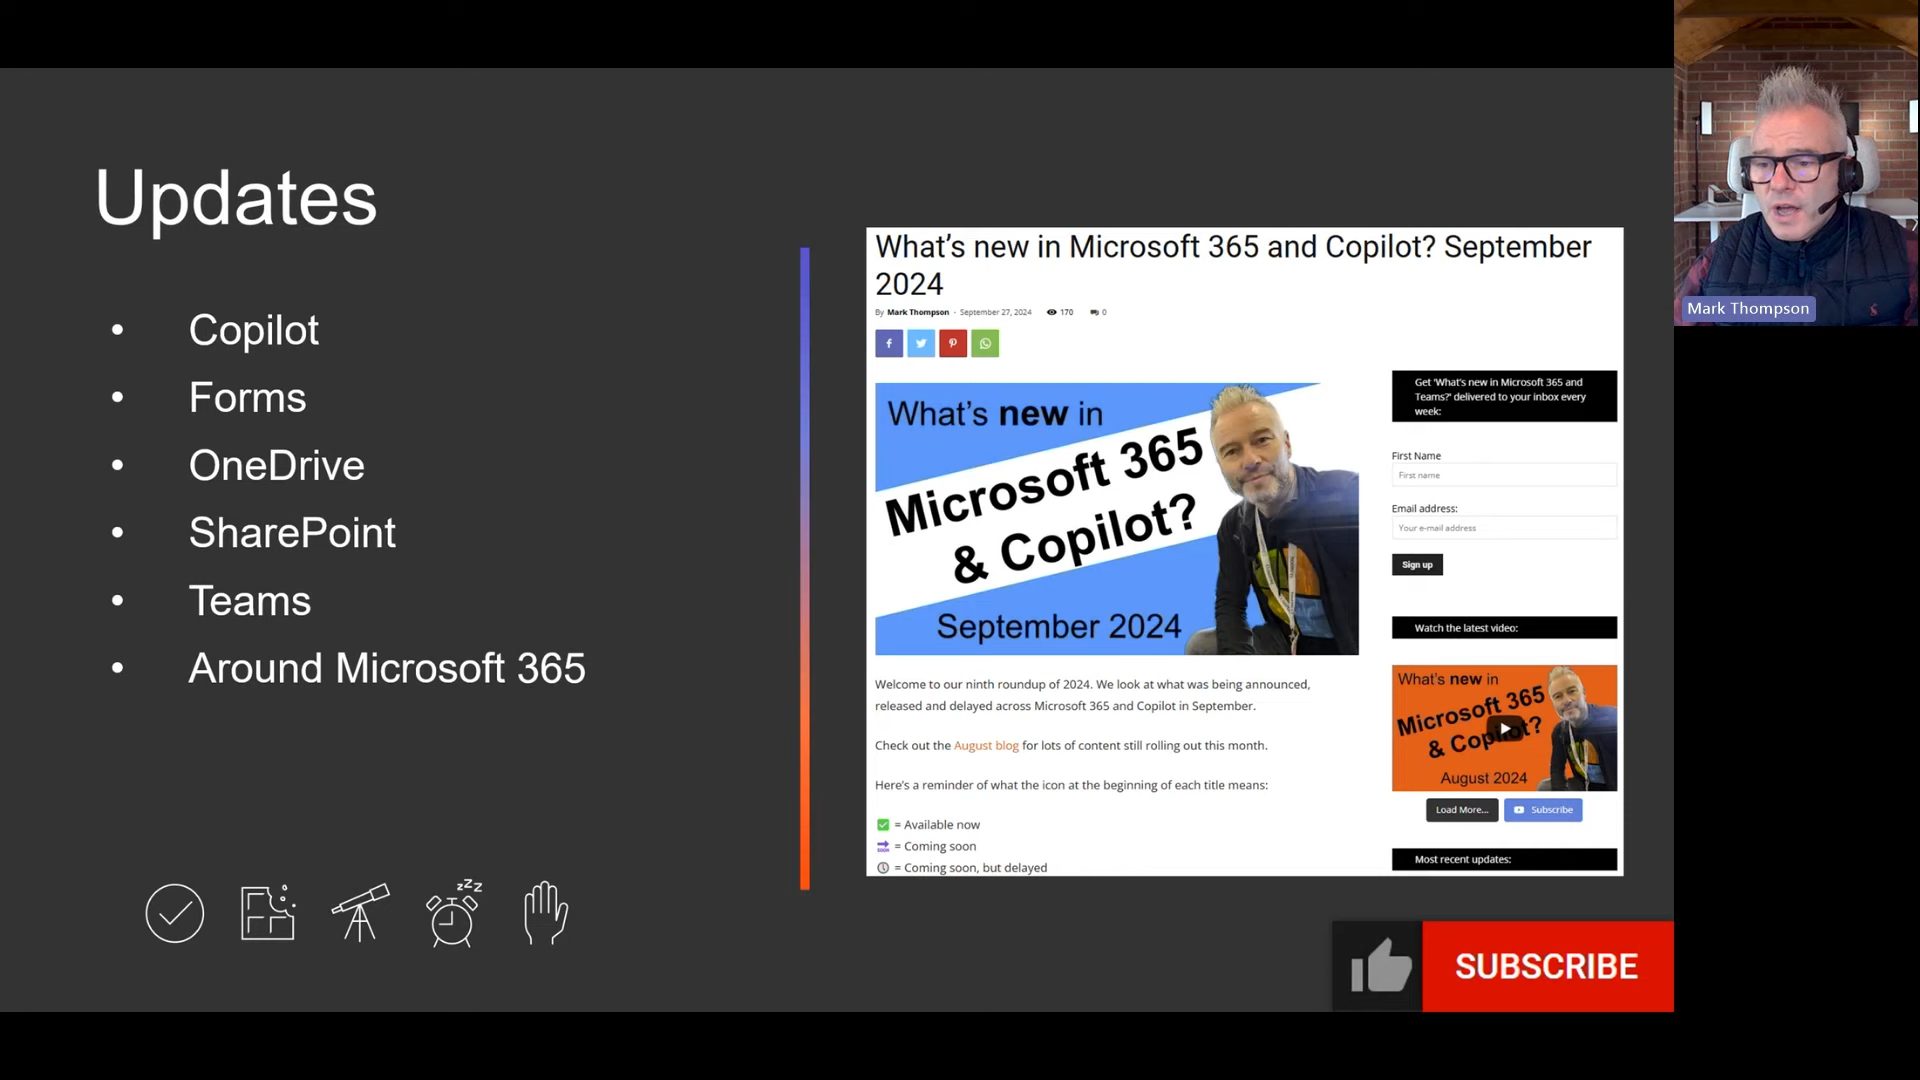 Updates
• Copilot
• Forms
• OneDrive
• SharePoint
• Teams
• Around Microsoft 365
zzz
What's new in Microsoft 365 and Copilot? September
2024
By Mark Thompson - September 27, 2024 170 0
What's new in
Microsoft 365
& Copilot?
September 2024
Welcome to our ninth roundup of 2024. We look at what was being announced,
released and delayed across Microsoft 365 and Copilot in September.
Check out the August blog for lots of content still rolling out this month.
Here's a reminder of what the icon at the beginning of each title means:
= Available now
= Coming soon
= Coming soon, but delayed
Get 'What's new in Microsoft 365 and
Teams?' delivered to your inbox every
week:
First Name
First name
Email address:
Your e-mail address
Sign up
Watch the latest video:
What's new in
Microsoft 365
& Copilot?
August 2024
Load More...
Subscribe
Most recent updates:
SUBSCRIBE
Mark Thompson